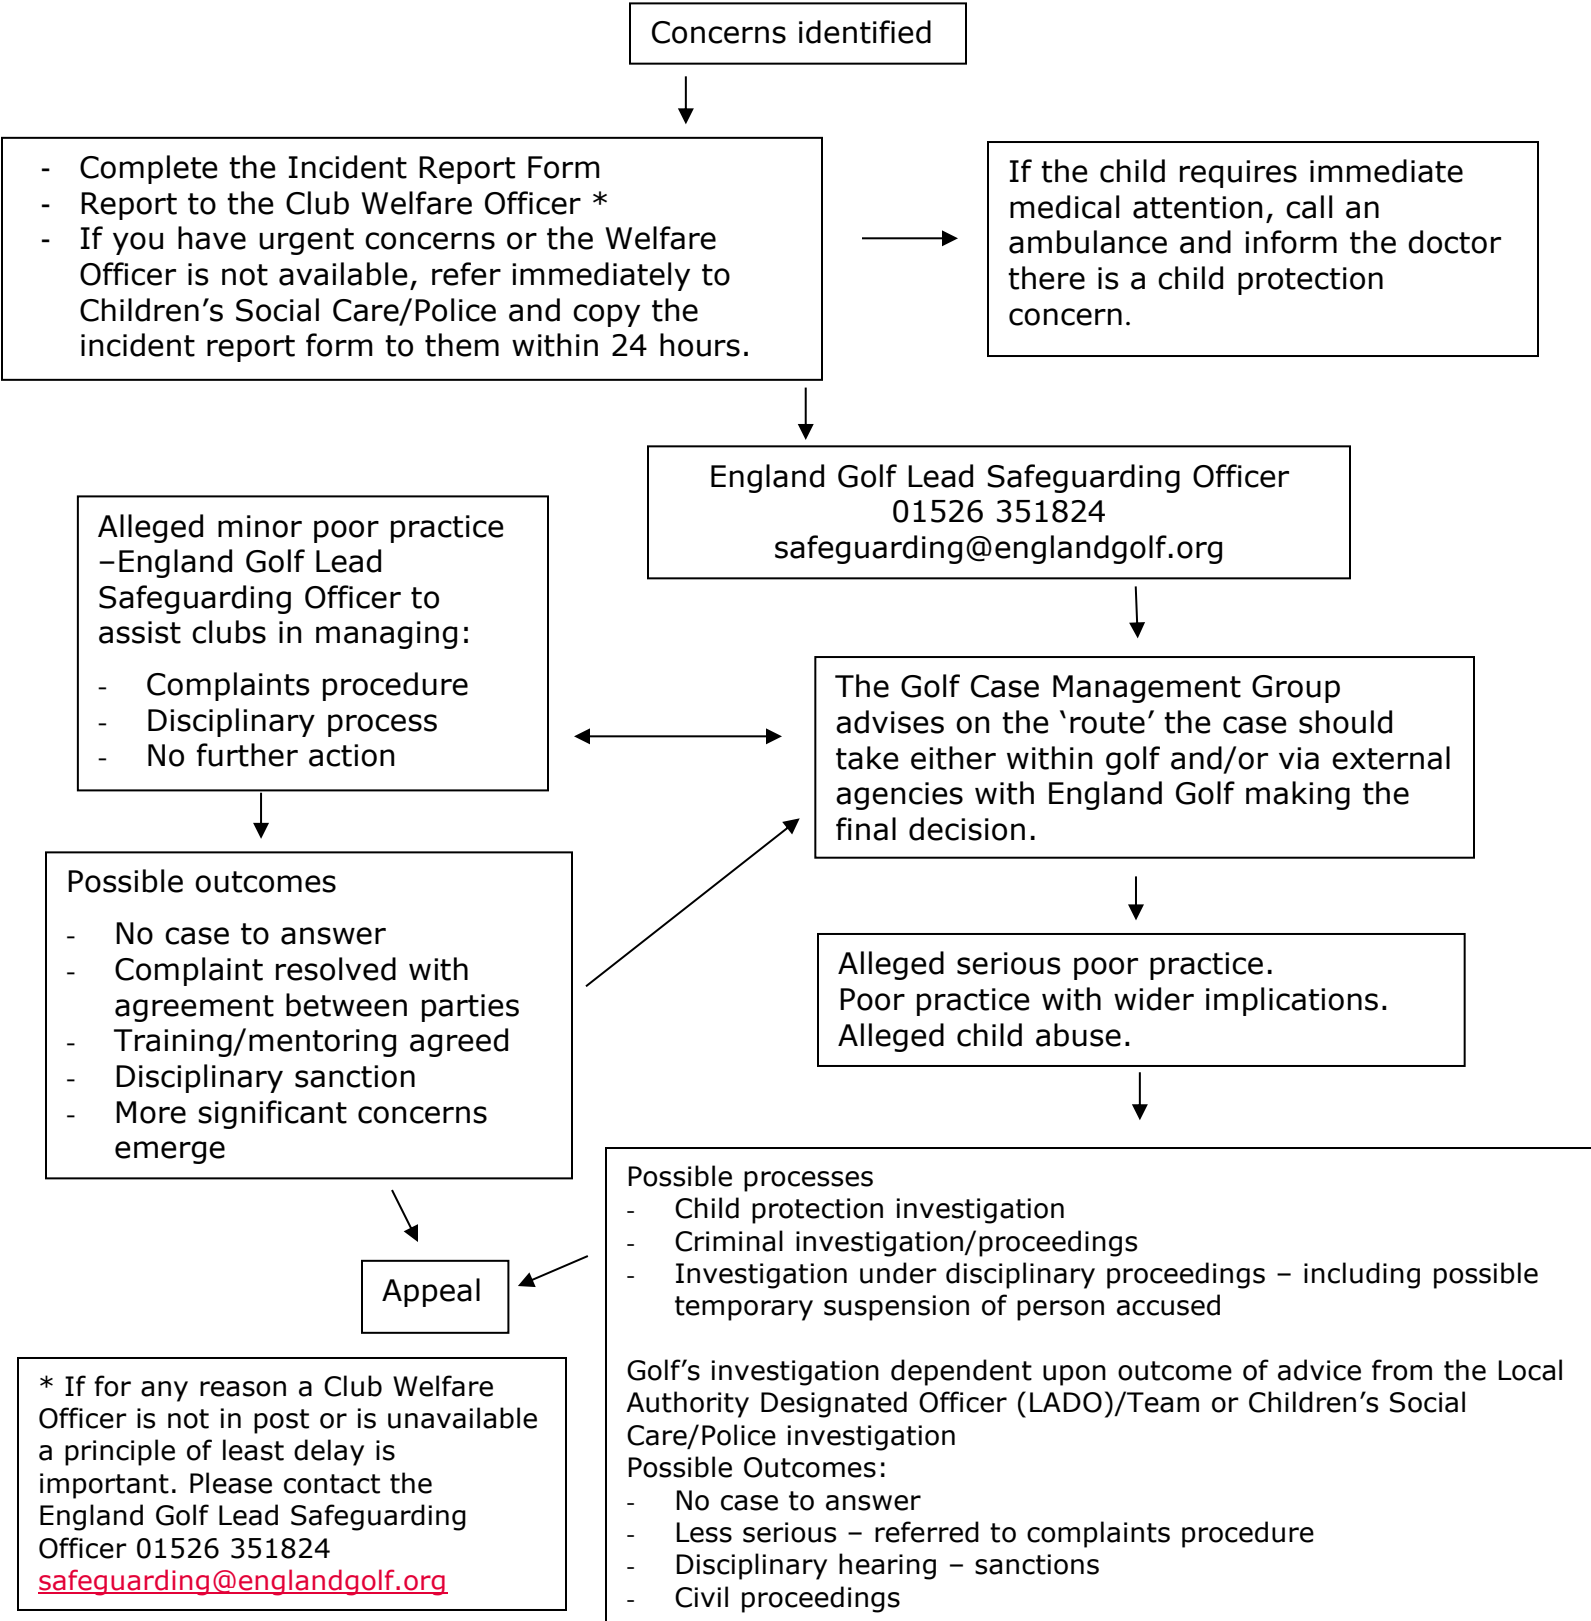 Concerns identified
- Complete the Incident Report Form
- Report to the Club Welfare Officer *
- If you have urgent concerns or the Welfare
Officer is not available, refer immediately to
Children’s Social Care/Police and copy the
incident report form to them within 24 hours.
If the child requires immediate
medical attention, call an
ambulance and inform the doctor
there is a child protection
concern.
England Golf Lead Safeguarding Officer
01526 351824
safeguarding@englandgolf.org
Alleged minor poor practice
–England Golf Lead
Safeguarding Officer to
assist clubs in managing:
- Complaints procedure
- Disciplinary process
- No further action
The Golf Case Management Group
advises on the ‘route’ the case should
take either within golf and/or via external
agencies with England Golf making the
final decision.
Possible outcomes
- No case to answer
- Complaint resolved with
agreement between parties
- Training/mentoring agreed
- Disciplinary sanction
- More significant concerns
emerge
Alleged serious poor practice.
Poor practice with wider implications.
Alleged child abuse.
Possible processes
- Child protection investigation
- Criminal investigation/proceedings
- Investigation under disciplinary proceedings – including possible
temporary suspension of person accused
Golf’s investigation dependent upon outcome of advice from the Local
Authority Designated Officer (LADO)/Team or Children’s Social
Care/Police investigation
Possible Outcomes:
- No case to answer
- Less serious – referred to complaints procedure
- Disciplinary hearing – sanctions
- Civil proceedings
Appeal
* If for any reason a Club Welfare
Officer is not in post or is unavailable
a principle of least delay is
important. Please contact the
England Golf Lead Safeguarding
Officer 01526 351824
safeguarding@englandgolf.org